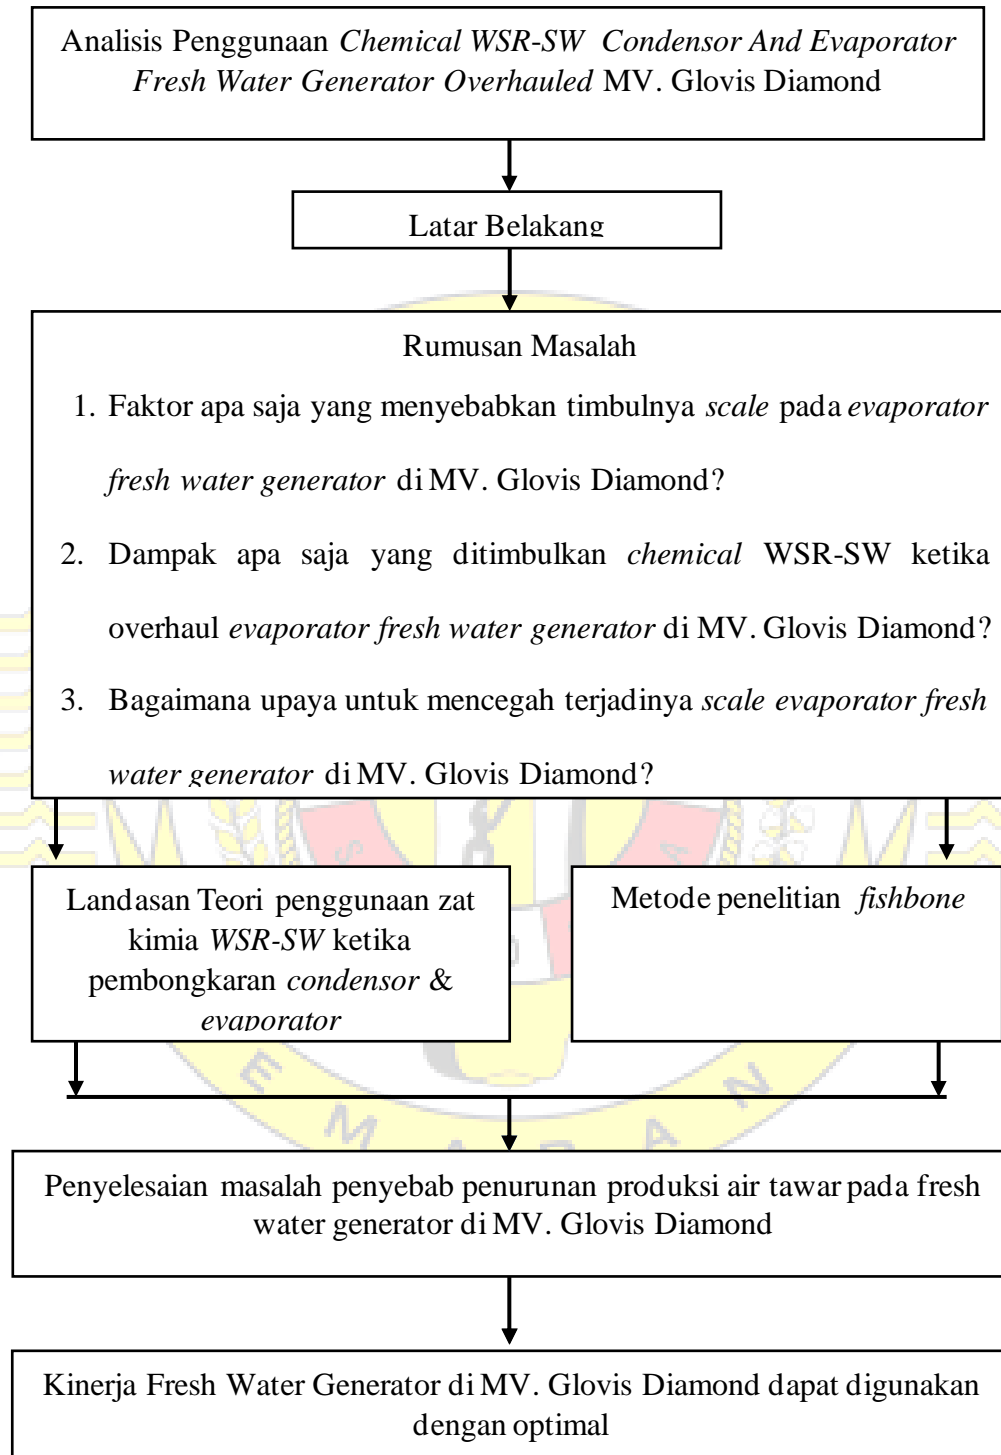 Analisis Penggunaan Chemical WSR-SW Condensor And Evaporator
Fresh Water Generator Overhauled MV. Glovis Diamond
Latar Belakang
Rumusan Masalah
1. Faktor apa saja yang menyebabkan timbulnya scale pada evaporator
fresh water generator di MV. Glovis Diamond?
2. Dampak apa saja yang ditimbulkan chemical WSR-SW ketika
overhaul evaporator fresh water generator di MV. Glovis Diamond?
3. Bagaimana upaya untuk mencegah terjadinya scale evaporator fresh
water generator di MV. Glovis Diamond?
Landasan Teori penggunaan zat
kimia WSR-SW ketika
pembongkaran condensor &
evaporator
Metode penelitian fishbone
Penyelesaian masalah penyebab penurunan produksi air tawar pada fresh
water generator di MV. Glovis Diamond
Kinerja Fresh Water Generator di MV. Glovis Diamond dapat digunakan
dengan optimal